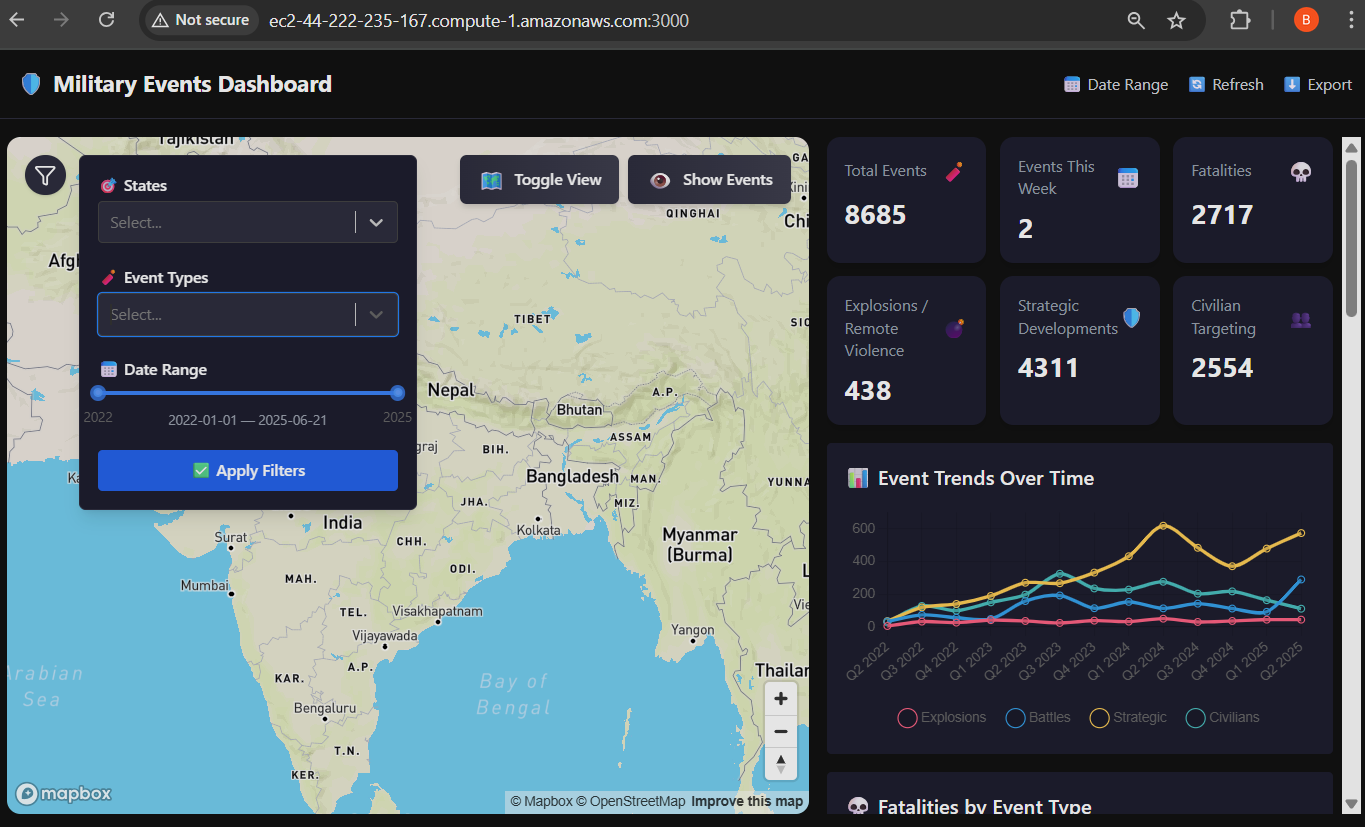 Not secure
ec2-44-222-235-167.compute-1.amazonaws.com:3000
B
Military Events Dashboard
Date Range
Refresh
Export
Tajikistan
States
Select...
Event Types
Select...
Date Range
2022
2022-01-01 — 2025-06-21
2025
Apply Filters
Toggle View
Show Events
QINGHAI
TIBET
Nepal
Bhutan
A.P.
ASSAM
BIH.
Bangladesh
MAN.
JHA.
MIZ.
India
Kolkata
Surat
CHH.
Myanmar
(Burma)
ODI.
Mumbai
MAH.
TEL.
Visakhapatnam
Vijayawada
Yangon
A.P.
Arabian
Sea
KAR.
Bay of
Bengal
Bengaluru
T.N.
KER.
mapbox
© Mapbox © OpenStreetMap Improve this map
Total Events
8685
Events This
Week
2
Fatalities
2717
Explosions /
Remote
Violence
438
Strategic
Developments
4311
Civilian
Targeting
2554
Event Trends Over Time
600
400
200
0
Q2 2022
Q3 2022
Q4 2022
Q1 2023
Q2 2023
Q3 2023
Q4 2023
Q1 2024
Q2 2024
Q3 2024
Q4 2024
Q1 2025
Q2 2025
Explosions
Battles
Strategic
Civilians
Fatalities by Event Type